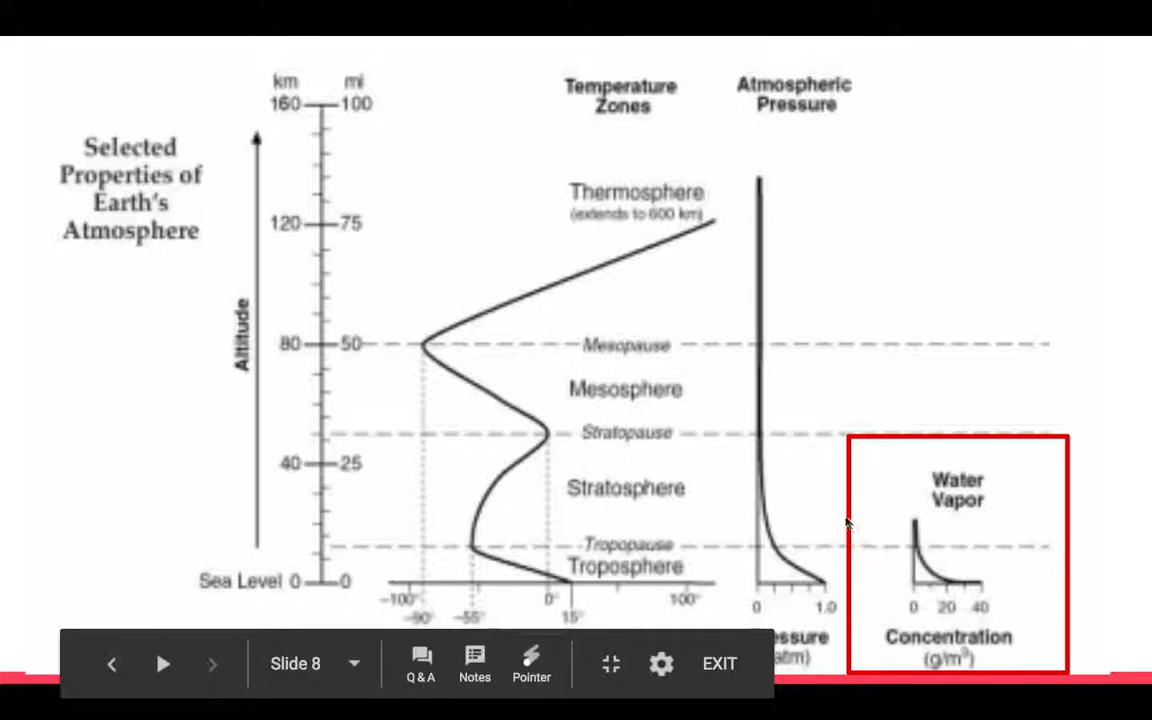 km mi
160 100
Temperature
Zones
Atmospheric
Pressure
Selected
Properties of
Earth's
Atmosphere
Thermosphere
(extends to 600 km)
120 75
Altitude
80 50
Mesopause
Mesosphere
Stratopause
40 25
Stratosphere
Water
Vapor
Tropopause
Troposphere
Sea Level 0 0
-100° 0° 100°
-90° -55° 15°
0 1.0
0 20 40
essure
atm)
Concentration
(g/m³)
Slide 8
Q & A
Notes
Pointer
EXIT